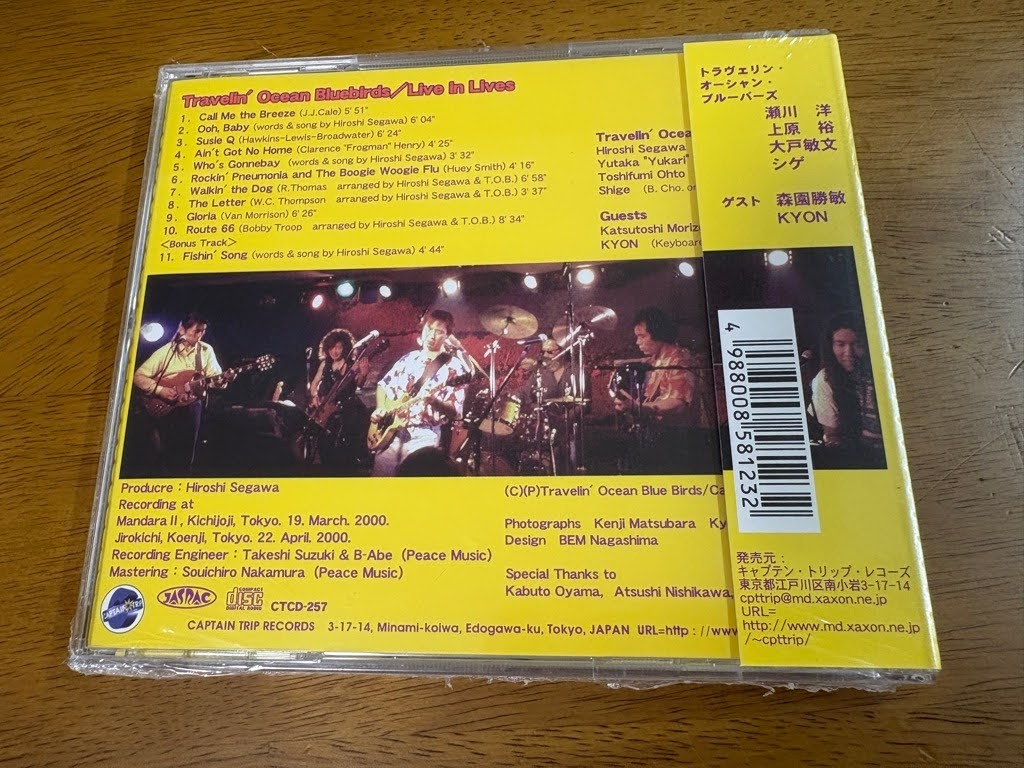 Travelin' Ocean Bluebirds/Live In Lives
1. Call Me the Breeze (J.J.Cale) 5' 51"
2. Ooh, Baby (words & song by Hiroshi Segawa) 6' 04"
3. Susie Q (Hawkins-Lewis-Broadwater) 6' 24"
4. Ain't Got No Home (Clarence "Frogman" Henry) 4' 25"
5. Who's Gonnebay (words & song by Hiroshi Segawa) 3' 32"
6. Rockin' Pneumonia and The Boogie Woogie Flu (Huey Smith) 4' 16"
7. Walkin' the Dog (R.Thomas arranged by Hiroshi Segawa & T.O.B.) 6' 58"
8. The Letter (W.C. Thompson arranged by Hiroshi Segawa & T.O.B.) 3' 37"
9. Gloria (Van Morrison) 6' 26"
10. Route 66 (Bobby Troop arranged by Hiroshi Segawa & T.O.B.) 8' 34"
<Bonus Track>
11. Fishin' Song (words & song by Hiroshi Segawa) 4' 44"
Travellin' Ocea
Hiroshi Segawa
Yutaka "Yukari"
Toshifumi Ohto
Shige (B. Cho. or
Guests
Katsutoshi Moriz
KYON (Keyboar
トラヴェリン・
オーシャン・
ブルーバーズ
瀬川 洋
上原 裕
大戸敏文
シゲ
ゲスト 森園勝敏
KYON
4 988008 581232
Producre : Hiroshi Segawa
Recording at
Mandara II, Kichijoji, Tokyo. 19. March. 2000.
Jirokichi, Koenji, Tokyo. 22. April. 2000.
Recording Engineer : Takeshi Suzuki & B-Abe (Peace Music)
Mastering : Souichiro Nakamura (Peace Music)
(C)(P)Travelin' Ocean Blue Birds/Ca
Photographs Kenji Matsubara Ky
Design BEM Nagashima
Special Thanks to
Kabuto Oyama, Atsushi Nishikawa,
CAPTAIN TRIP
JASRAC
COMPACT
disc
DIGITAL AUDIO
CTCD-257
CAPTAIN TRIP RECORDS 3-17-14, Minami-koiwa, Edogawa-ku, Tokyo, JAPAN URL=http : //www
発売元 :
キャプテン・トリップ・レコーズ
東京都江戸川区南小岩3-17-14
cpttrip@md.xaxon.ne.jp
URL=
http://www.md.xaxon.ne.jp
/~cpttrip/